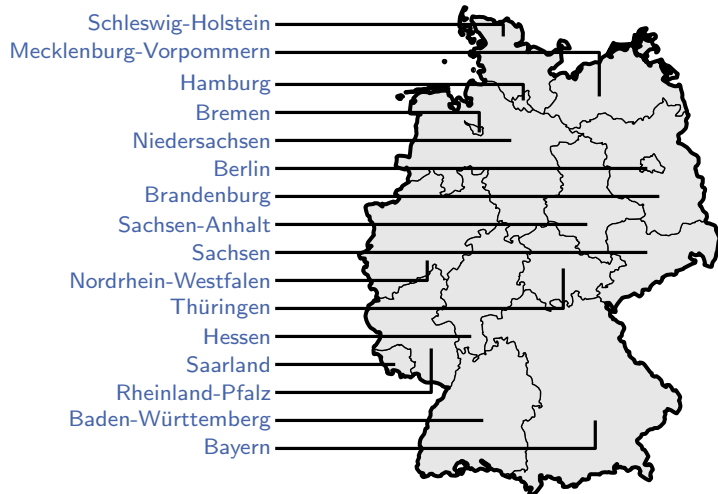 Schleswig-Holstein
Mecklenburg-Vorpommern
Hamburg
Bremen
Niedersachsen
Berlin
Brandenburg
Sachsen-Anhalt
Sachsen
Nordrhein-Westfalen
Thüringen
Hessen
Saarland
Rheinland-Pfalz
Baden-Württemberg
Bayern